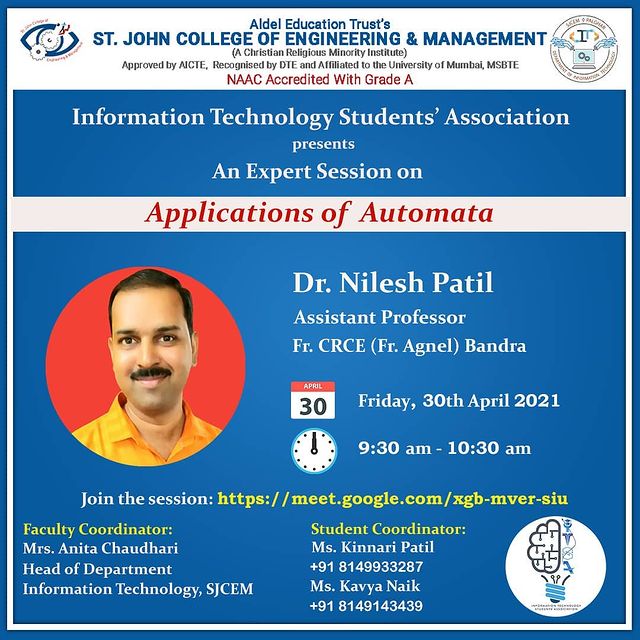 Aldel Education Trust's
ST. JOHN COLLEGE OF ENGINEERING & MANAGEMENT
(A Christian Religious Minority Institute)
Approved by AICTE, Recognised by DTE and Affiliated to the University of Mumbai, MSBTE
NAAC Accredited With Grade A
Information Technology Students' Association
presents
An Expert Session on
Applications of Automata
Dr. Nilesh Patil
Assistant Professor
Fr. CRCE (Fr. Agnel) Bandra
APRIL
30
Friday, 30th April 2021
9:30 am - 10:30 am
Join the session: https://meet.google.com/xgb-mver-siu
Faculty Coordinator:
Mrs. Anita Chaudhari
Head of Department
Information Technology, SJCEM
Student Coordinator:
Ms. Kinnari Patil
+91 8149933287
Ms. Kavya Naik
+91 8149143439
INFORMATION TECHNOLOGY
STUDENTS ASSOCIATION